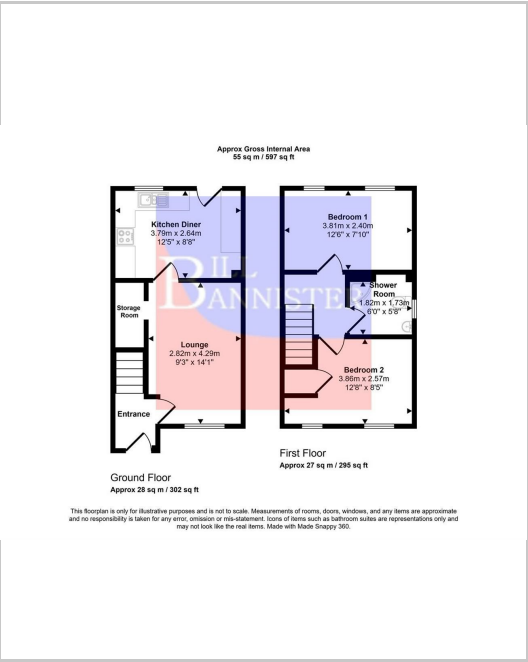 Approx Gross Internal Area
55 sq m / 597 sq ft
Kitchen Diner
3.79m x 2.64m
12'5" x 8'8"
Bedroom 1
3.81m x 2.40m
12'6" x 7'10"
BILL
BANNISTER
Storage
Room
Shower
Room
1.82m x 1.73m
6'0" x 5'8"
Lounge
2.82m x 4.29m
9'3" x 14'1"
Bedroom 2
3.86m x 2.57m
12'8" x 8'5"
Entrance
Ground Floor
Approx 28 sq m / 302 sq ft
First Floor
Approx 27 sq m / 295 sq ft
This floorplan is only for illustrative purposes and is not to scale. Measurements of rooms, doors, windows, and any items are approximate
and no responsibility is taken for any error, omission or mis-statement. Icons of items such as bathroom suites are representations only and
may not look like the real items. Made with Made Snappy 360.